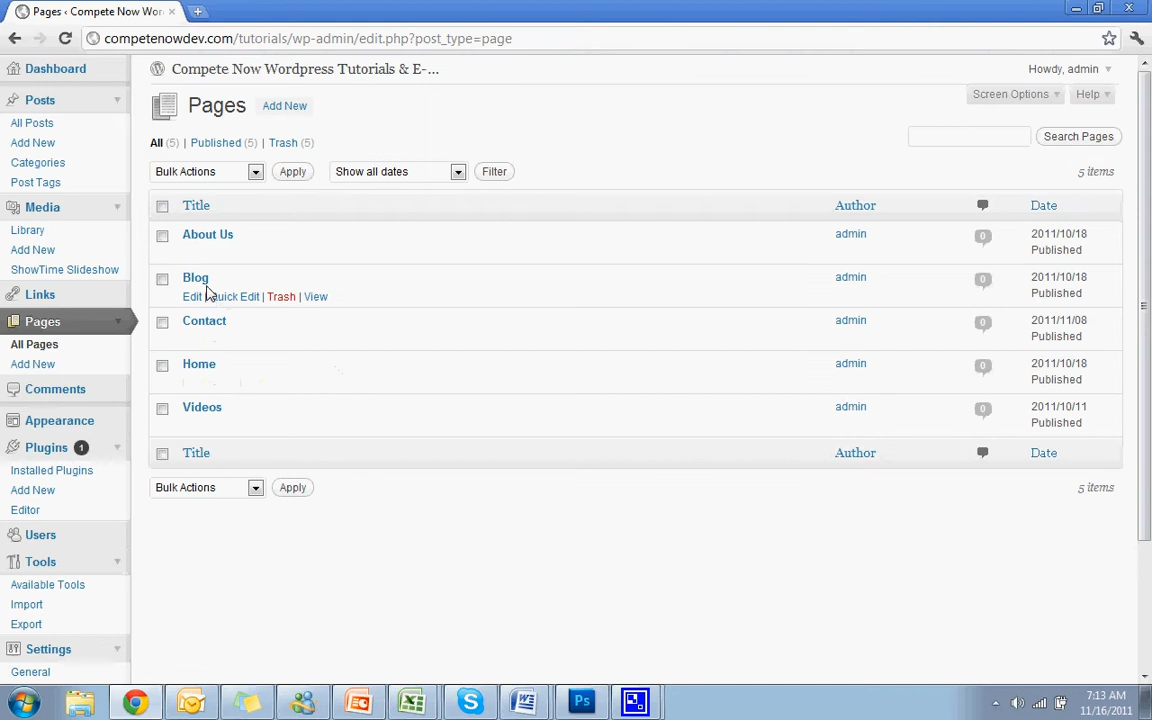 Pages ‹ Compete Now Wor
competenowdev.com/tutorials/wp-admin/edit.php?post_type=page
Dashboard
Posts
All Posts
Add New
Categories
Post Tags
Media
Library
Add New
ShowTime Slideshow
Links
Pages
All Pages
Add New
Comments
Appearance
Plugins 1
Installed Plugins
Add New
Editor
Users
Tools
Available Tools
Import
Export
Settings
General
Compete Now Wordpress Tutorials & E-...
Howdy, admin
Screen Options
Help
Pages Add New
All (5) | Published (5) | Trash (5)
Search Pages
Bulk Actions Apply Show all dates Filter 5 items
Title Author Date
About Us admin 0 2011/10/18
Published
Blog admin 0 2011/10/18
Edit Quick Edit | Trash | View Published
Contact admin 0 2011/11/08
Published
Home admin 0 2011/10/18
Published
Videos admin 0 2011/10/11
Published
Title Author Date
Bulk Actions Apply 5 items
Ps
7:13 AM
11/16/2011